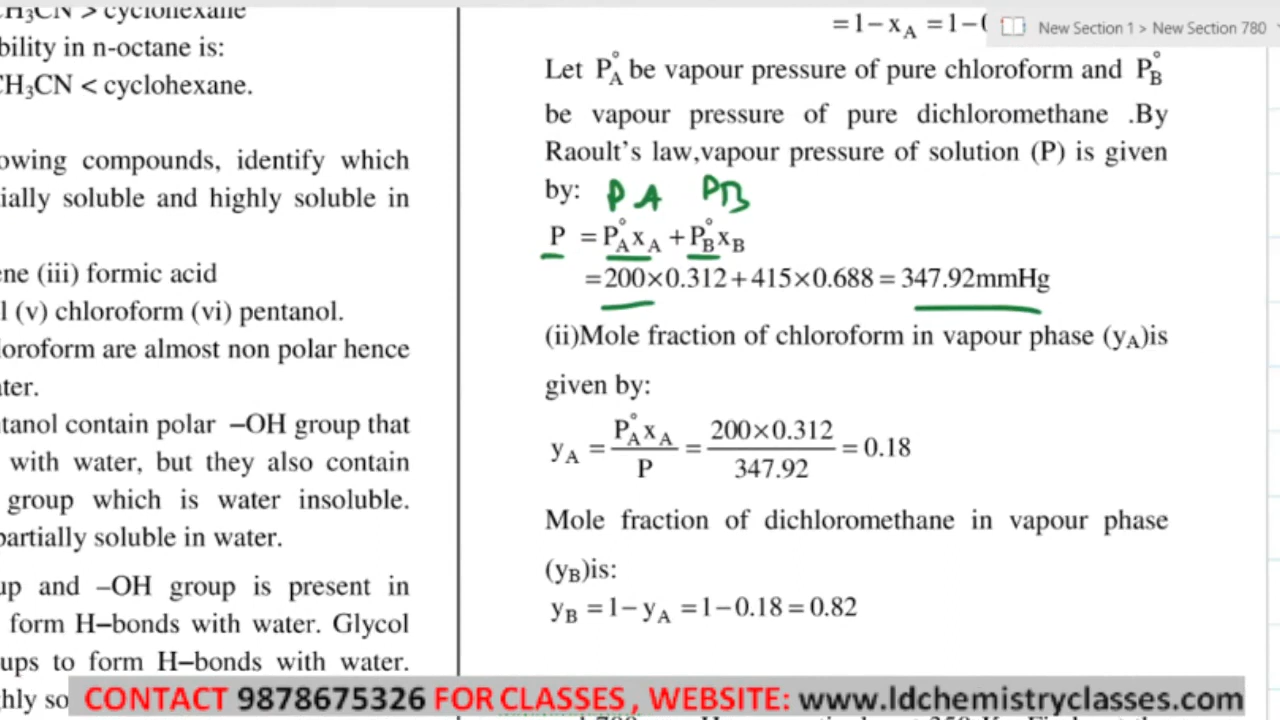 CH₃CN > cyclohexane
bility in n-octane is:
CH₃CN < cyclohexane.
owing compounds, identify which
ially soluble and highly soluble in
ene (iii) formic acid
l (v) chloroform (vi) pentanol.
loroform are almost non polar hence
ater.
ntanol contain polar –OH group that
with water, but they also contain
group which is water insoluble.
partially soluble in water.
up and –OH group is present in
form H–bonds with water. Glycol
ups to form H–bonds with water.
hly so
= 1 – x_A = 1 – 0
New Section 1 > New Section 780
Let P°_A be vapour pressure of pure chloroform and P°_B
be vapour pressure of pure dichloromethane .By
Raoult's law,vapour pressure of solution (P) is given
by: PA PB
P = P°_A x_A + P°_B x_B
= 200×0.312 + 415×0.688 = 347.92mmHg
(ii)Mole fraction of chloroform in vapour phase (y_A)is
given by:
y_A = P°_A x_A / P = 200×0.312 / 347.92 = 0.18
Mole fraction of dichloromethane in vapour phase
(y_B)is:
y_B = 1 – y_A = 1 – 0.18 = 0.82
CONTACT 9878675326 FOR CLASSES , WEBSITE: www.ldchemistryclasses.com